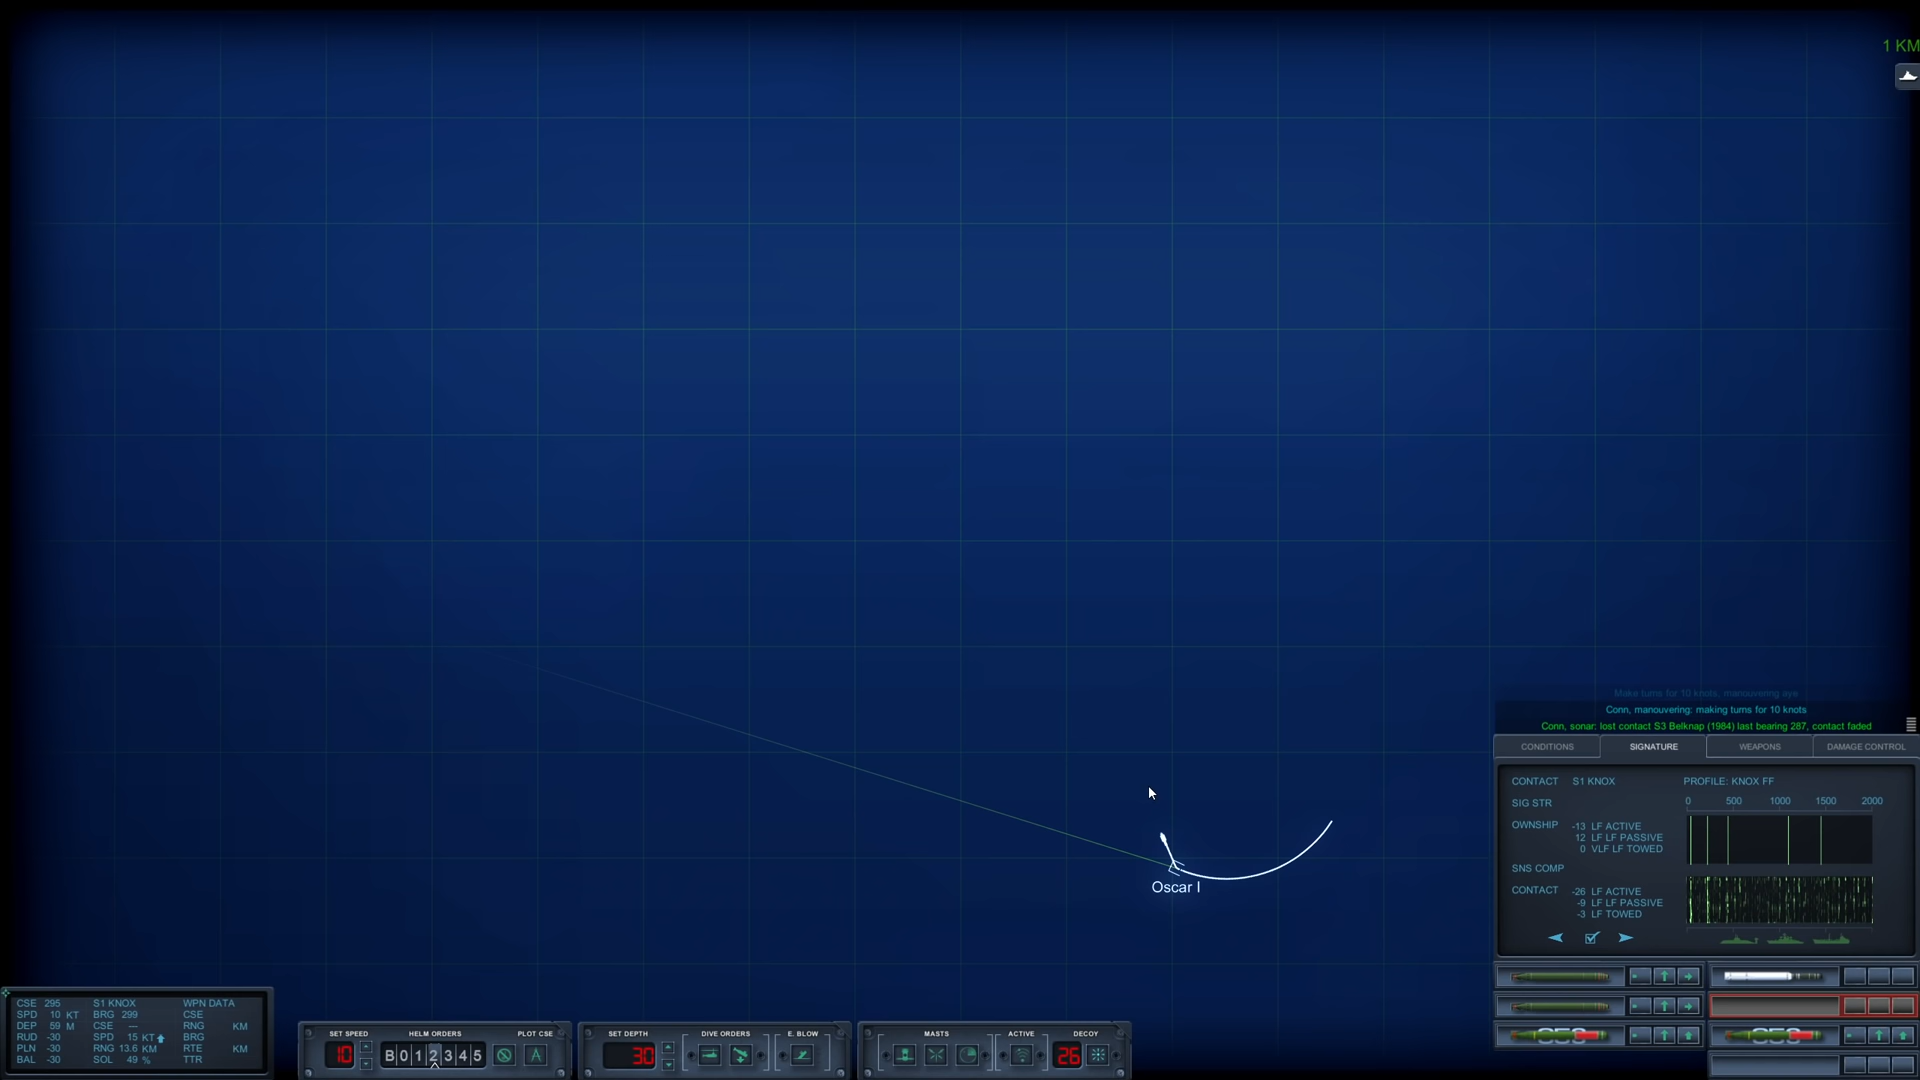 1 KM
Oscar I
Make turns for 10 knots, manouvering aye
Conn, manouvering: making turns for 10 knots
Conn, sonar: lost contact S3 Belknap (1984) last bearing 287, contact faded
CONDITIONS SIGNATURE WEAPONS DAMAGE CONTROL
CONTACT S1 KNOX PROFILE: KNOX FF
SIG STR 0 500 1000 1500 2000
OWNSHIP -13 LF ACTIVE
12 LF LF PASSIVE
0 VLF LF TOWED
SNS COMP
CONTACT -26 LF ACTIVE
-9 LF LF PASSIVE
-3 LF TOWED
CSE 295 S1 KNOX WPN DATA
SPD 10 KT BRG 299 CSE
DEP 59 M CSE --- RNG KM
RUD -30 SPD 15 KT BRG
PLN -30 RNG 13.6 KM RTE KM
BAL -30 SOL 49 % TTR
SET SPEED HELM ORDERS PLOT CSE
10 B 0 1 2 3 4 5 A
SET DEPTH DIVE ORDERS E. BLOW
30
MASTS ACTIVE DECOY
26